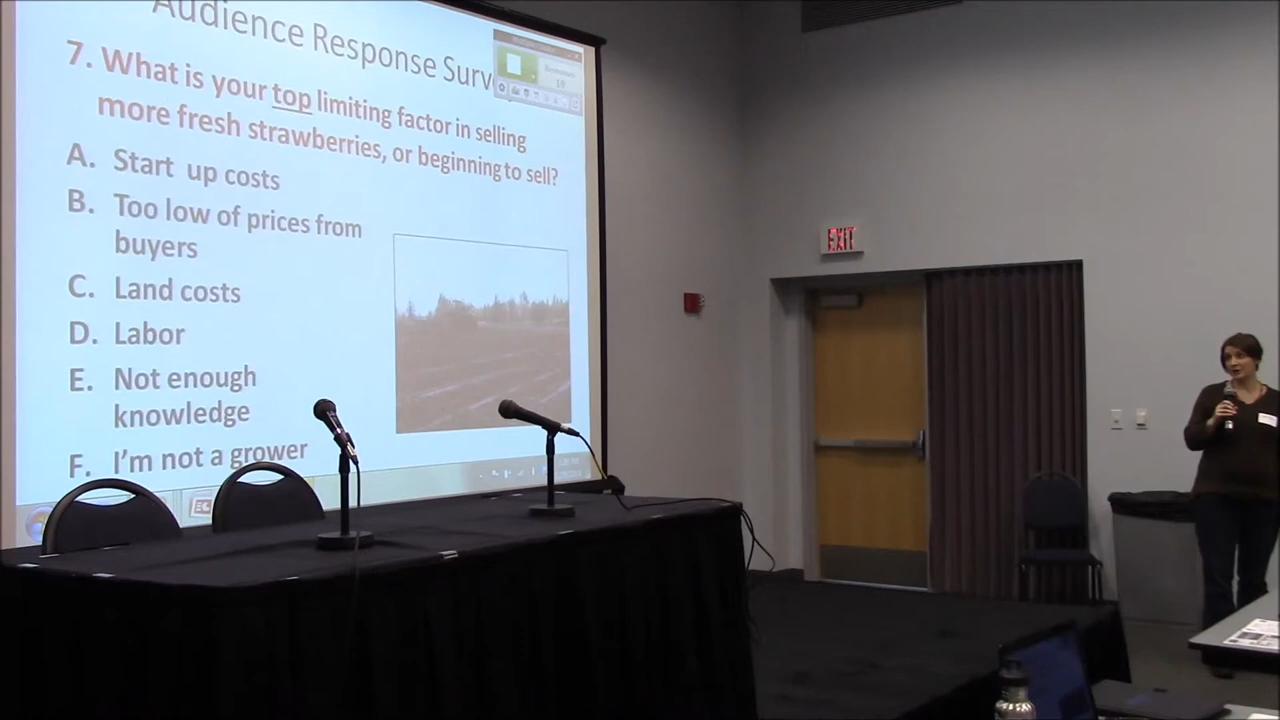 Audience Response Surve
7. What is your top limiting factor in selling
more fresh strawberries, or beginning to sell?
A. Start up costs
B. Too low of prices from
buyers
C. Land costs
D. Labor
E. Not enough
knowledge
F. I'm not a grower
EXIT